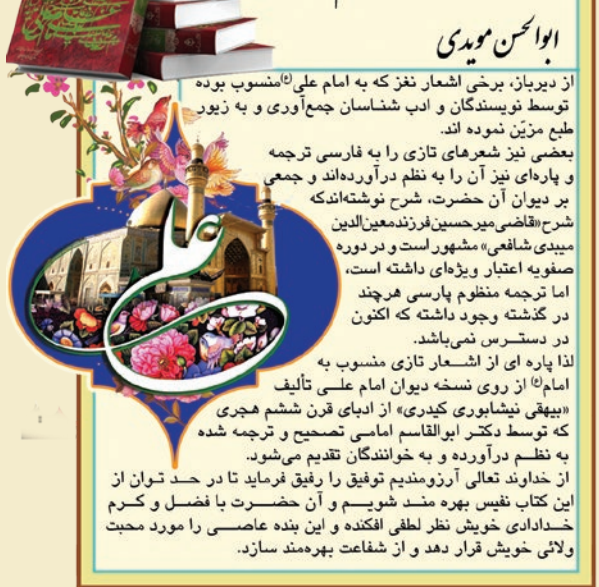 ابوالحسن مویدی
از دیرباز، برخی اشعار نغز که به امام علی(ع) منسوب بوده
توسط نویسندگان و ادب شناسان جمع‌آوری و به زیور
طبع مزیّن نموده اند.
بعضی نیز شعرهای تازی را به فارسی ترجمه
و پاره‌ای نیز آن را به نظم درآورده‌اند و جمعی
بر دیوان آن حضرت، شرح نوشته‌اندکه
شرح «قاضی میرحسین فرزند معین‌الدین
میبدی شافعی» مشهور است و در دوره
صفویه اعتبار ویژه‌ای داشته است،
اما ترجمه منظوم پارسی هرچند
در گذشته وجود داشته که اکنون
در دسترس نمی‌باشد.
لذا پاره ای از اشعار تازی منسوب به
امام(ع) از روی نسخه دیوان امام علی تألیف
«بیهقی نیشابوری کیدری» از ادبای قرن ششم هجری
که توسط دکتر ابوالقاسم امامی تصحیح و ترجمه شده
به نظم درآورده و به خوانندگان تقدیم می‌شود.
از خداوند تعالی آرزومندیم توفیق را رفیق فرماید تا در حد توان از
این کتاب نفیس بهره مند شویم و آن حضرت با فضل و کرم
خدادادی خویش نظر لطفی افکنده و این بنده عاصی را مورد محبت
ولائی خویش قرار دهد و از شفاعت بهره‌مند سازد.
علی